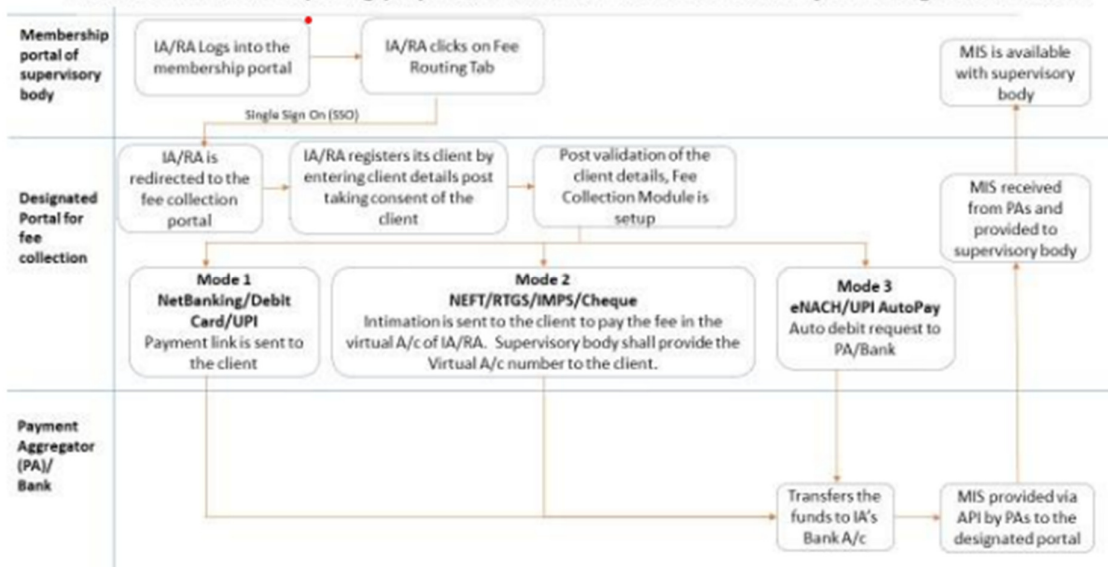 Membership
portal of
supervisory
body
IA/RA Logs into the
membership portal
IA/RA clicks on Fee
Routing Tab
MIS is available
with supervisory
body
Single Sign On (SSO)
Designated
Portal for
fee
collection
IA/RA is
redirected to the
fee collection
portal
IA/RA registers its client by
entering client details post
taking consent of the
client
Post validation of the
client details, Fee
Collection Module is
setup
MIS received
from PAs and
provided to
supervisory body
Mode 1
NetBanking/Debit
Card/UPI
Payment link is sent to
the client
Mode 2
NEFT/RTGS/IMPS/Cheque
Intimation is sent to the client to pay the fee in the
virtual A/c of IA/RA. Supervisory body shall provide the
Virtual A/c number to the client.
Mode 3
eNACH/UPI AutoPay
Auto debit request to
PA/Bank
Payment
Aggregator
(PA)/
Bank
Transfers the
funds to IA's
Bank A/c
MIS provided via
API by PAs to the
designated portal